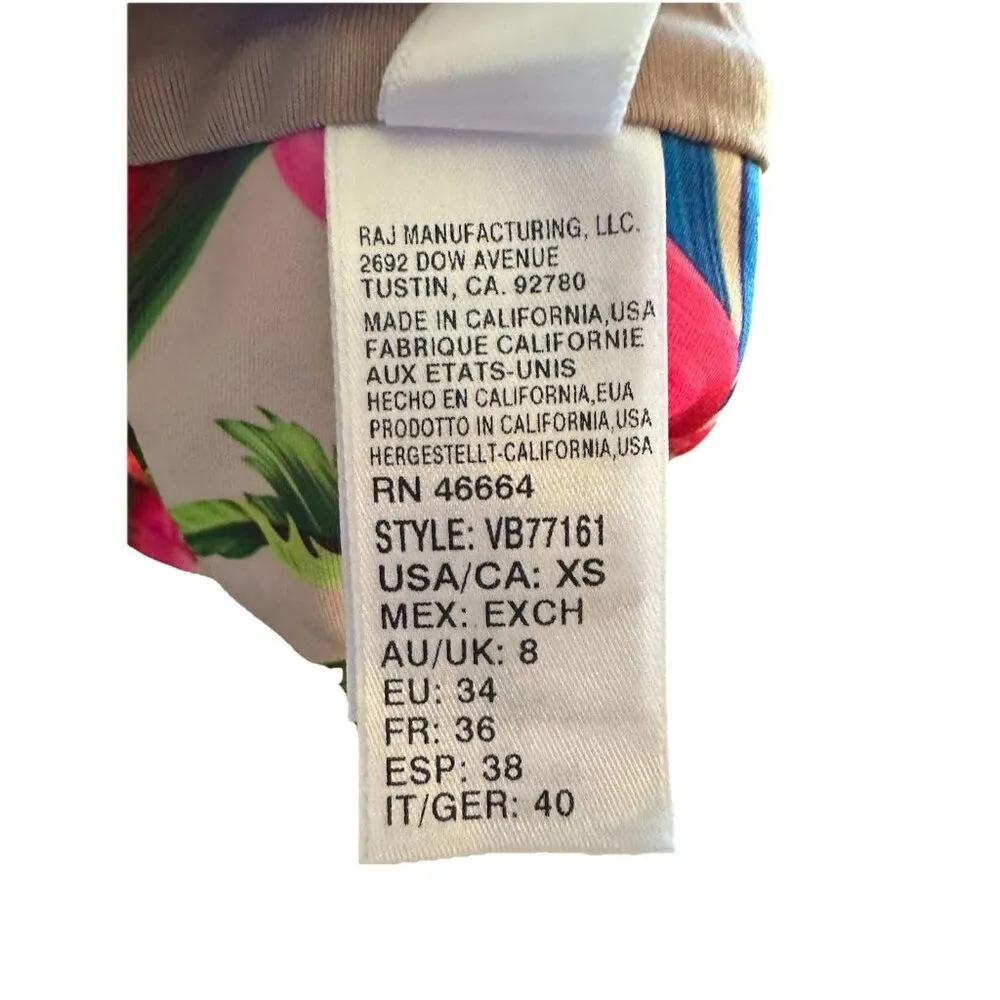 RAJ MANUFACTURING, LLC.
2692 DOW AVENUE
TUSTIN, CA. 92780
MADE IN CALIFORNIA,USA
FABRIQUE CALIFORNIE
AUX ETATS-UNIS
HECHO EN CALIFORNIA,EUA
PRODOTTO IN CALIFORNIA,USA
HERGESTELLT-CALIFORNIA,USA
RN 46664
STYLE: VB77161
USA/CA: XS
MEX: EXCH
AU/UK: 8
EU: 34
FR: 36
ESP: 38
IT/GER: 40